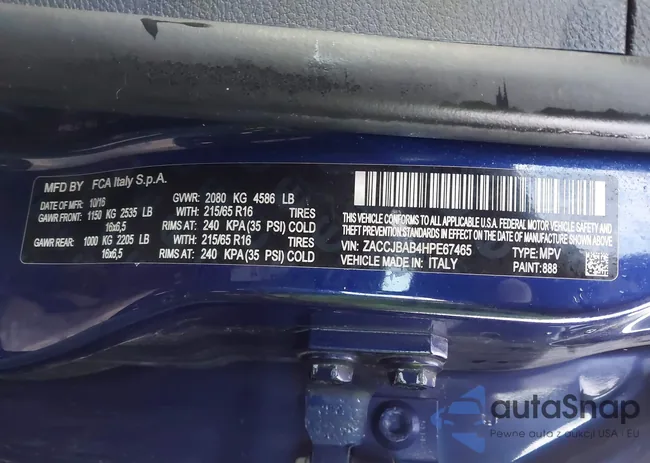 MFD BY FCA Italy S.p.A.
DATE OF MFR: 10/16 GVWR: 2080 KG 4586 LB
GAWR FRONT: 1150 KG 2535 LB WITH: 215/65 R16 TIRES
16x6,5 RIMS AT: 240 KPA(35 PSI) COLD
GAWR REAR: 1000 KG 2205 LB WITH: 215/65 R16 TIRES
16x6,5 RIMS AT: 240 KPA(35 PSI) COLD
THIS VEHICLE CONFORMS TO ALL APPLICABLE U.S.A. FEDERAL MOTOR VEHICLE SAFETY AND
THEFT PREVENTION STANDARDS IN EFFECT ON THE DATE OF MANUFACTURE SHOWN ABOVE.
VIN: ZACCJBAB4HPE67465 TYPE: MPV
VEHICLE MADE IN: ITALY PAINT: 888
autaSnap
Pewne auto z aukcji USA - EU